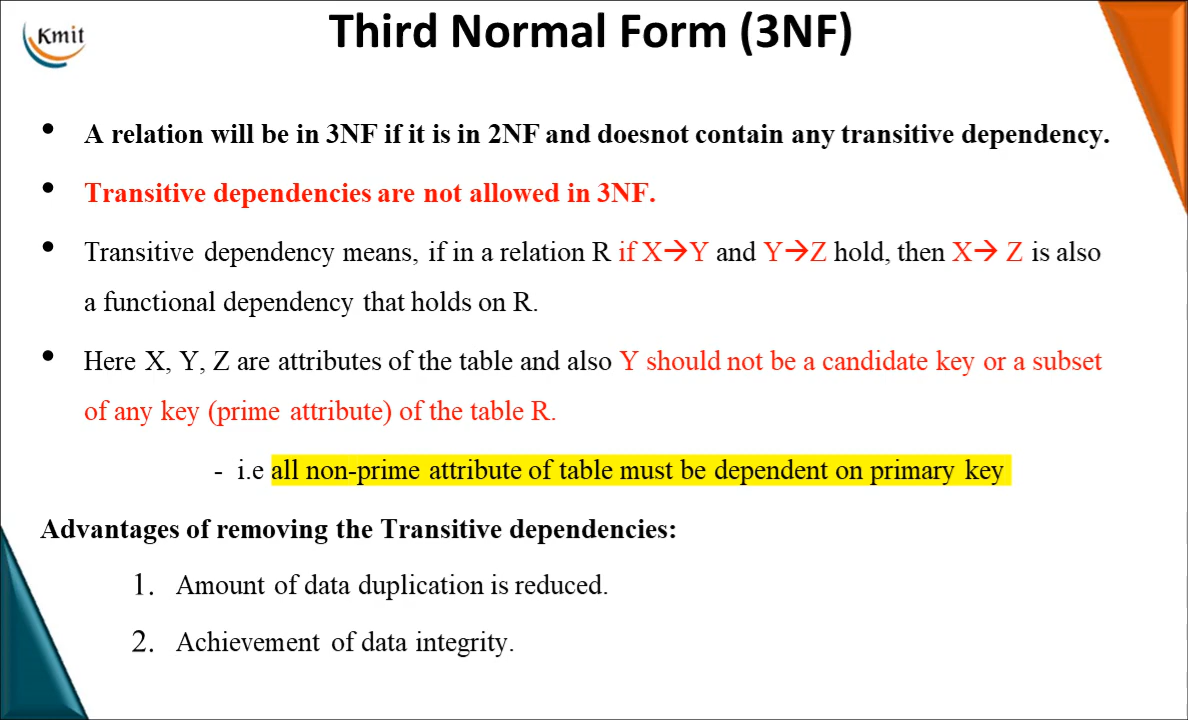 Kmit
Third Normal Form (3NF)
• A relation will be in 3NF if it is in 2NF and doesnot contain any transitive dependency.
• Transitive dependencies are not allowed in 3NF.
• Transitive dependency means, if in a relation R if X→Y and Y→Z hold, then X→ Z is also
a functional dependency that holds on R.
• Here X, Y, Z are attributes of the table and also Y should not be a candidate key or a subset
of any key (prime attribute) of the table R.
- i.e all non-prime attribute of table must be dependent on primary key
Advantages of removing the Transitive dependencies:
1. Amount of data duplication is reduced.
2. Achievement of data integrity.